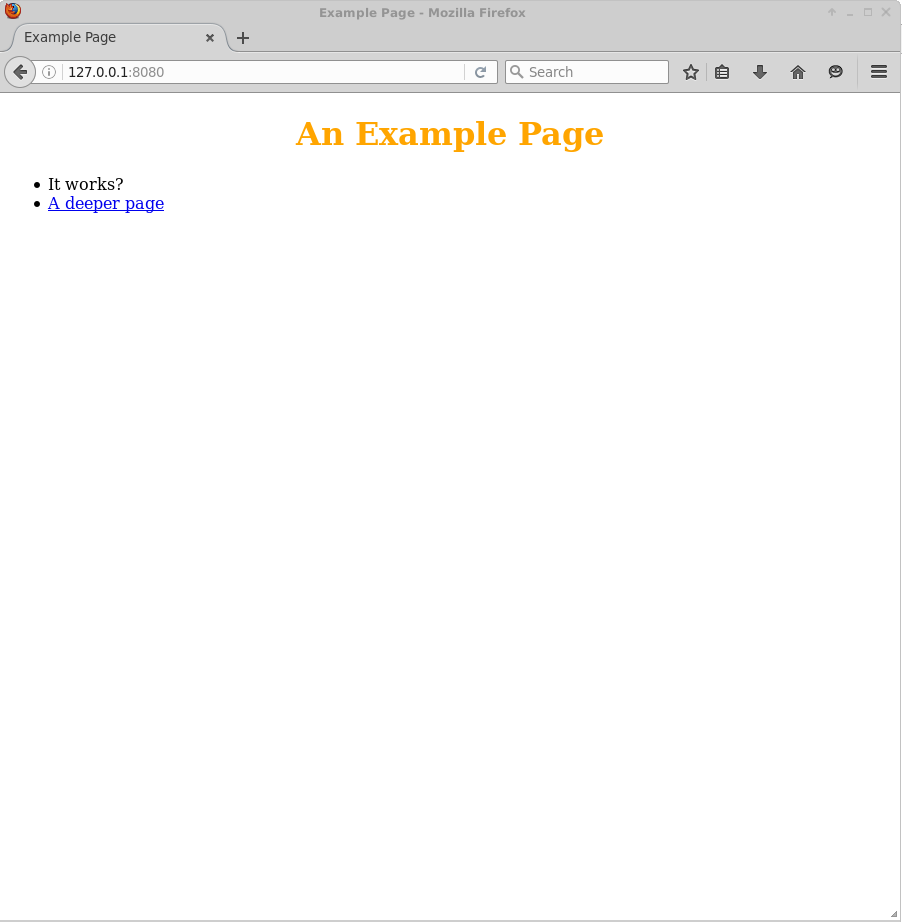 Example Page - Mozilla Firefox
Example Page
127.0.0.1:8080
Search
An Example Page
It works?
A deeper page